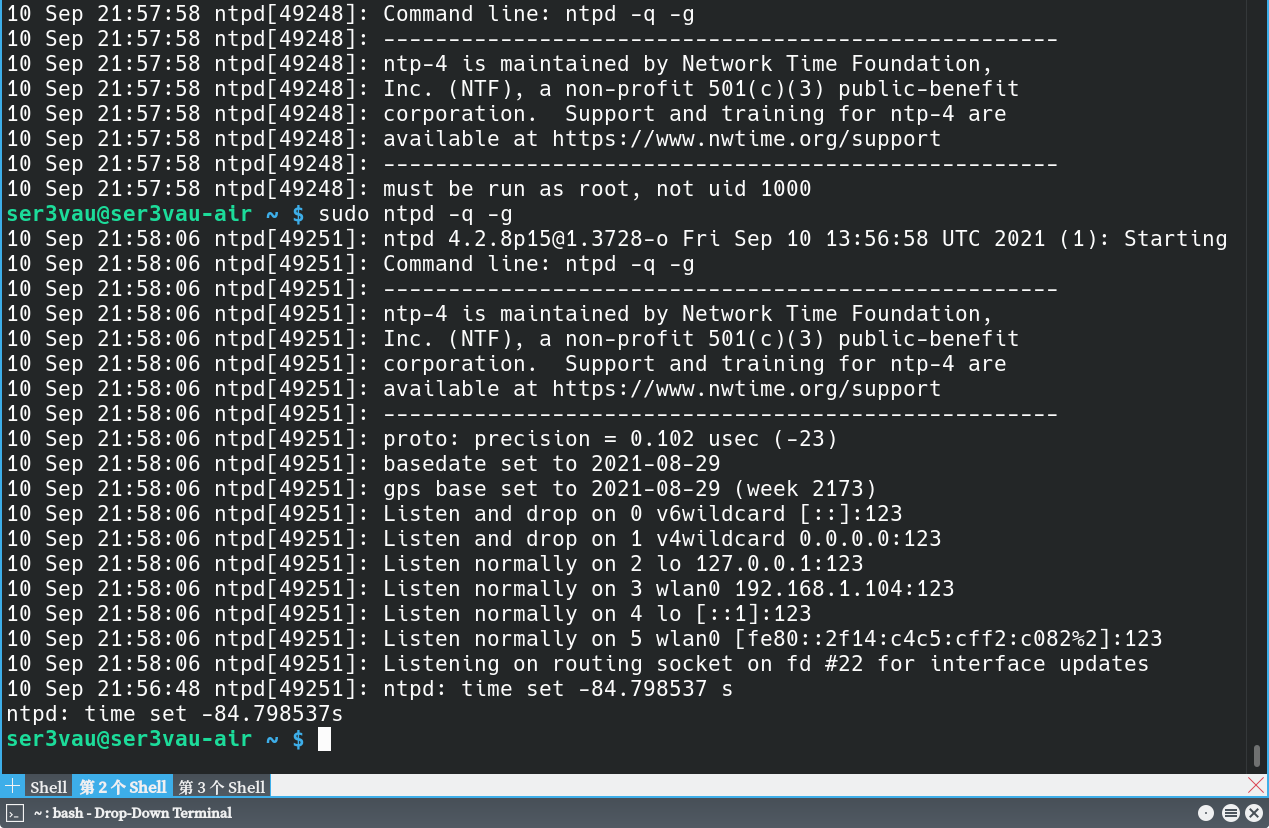 10 Sep 21:57:58 ntpd[49248]: Command line: ntpd -q -g
10 Sep 21:57:58 ntpd[49248]: ----------------------------------------------------
10 Sep 21:57:58 ntpd[49248]: ntp-4 is maintained by Network Time Foundation,
10 Sep 21:57:58 ntpd[49248]: Inc. (NTF), a non-profit 501(c)(3) public-benefit
10 Sep 21:57:58 ntpd[49248]: corporation.  Support and training for ntp-4 are
10 Sep 21:57:58 ntpd[49248]: available at https://www.nwtime.org/support
10 Sep 21:57:58 ntpd[49248]: ----------------------------------------------------
10 Sep 21:57:58 ntpd[49248]: must be run as root, not uid 1000
ser3vau@ser3vau-air ~ $ sudo ntpd -q -g
10 Sep 21:58:06 ntpd[49251]: ntpd 4.2.8p15@1.3728-o Fri Sep 10 13:56:58 UTC 2021 (1): Starting
10 Sep 21:58:06 ntpd[49251]: Command line: ntpd -q -g
10 Sep 21:58:06 ntpd[49251]: ----------------------------------------------------
10 Sep 21:58:06 ntpd[49251]: ntp-4 is maintained by Network Time Foundation,
10 Sep 21:58:06 ntpd[49251]: Inc. (NTF), a non-profit 501(c)(3) public-benefit
10 Sep 21:58:06 ntpd[49251]: corporation.  Support and training for ntp-4 are
10 Sep 21:58:06 ntpd[49251]: available at https://www.nwtime.org/support
10 Sep 21:58:06 ntpd[49251]: ----------------------------------------------------
10 Sep 21:58:06 ntpd[49251]: proto: precision = 0.102 usec (-23)
10 Sep 21:58:06 ntpd[49251]: basedate set to 2021-08-29
10 Sep 21:58:06 ntpd[49251]: gps base set to 2021-08-29 (week 2173)
10 Sep 21:58:06 ntpd[49251]: Listen and drop on 0 v6wildcard [::]:123
10 Sep 21:58:06 ntpd[49251]: Listen and drop on 1 v4wildcard 0.0.0.0:123
10 Sep 21:58:06 ntpd[49251]: Listen normally on 2 lo 127.0.0.1:123
10 Sep 21:58:06 ntpd[49251]: Listen normally on 3 wlan0 192.168.1.104:123
10 Sep 21:58:06 ntpd[49251]: Listen normally on 4 lo [::1]:123
10 Sep 21:58:06 ntpd[49251]: Listen normally on 5 wlan0 [fe80::2f14:c4c5:cff2:c082%2]:123
10 Sep 21:58:06 ntpd[49251]: Listening on routing socket on fd #22 for interface updates
10 Sep 21:56:48 ntpd[49251]: ntpd: time set -84.798537 s
ntpd: time set -84.798537s
ser3vau@ser3vau-air ~ $
Shell 第 2 个 Shell 第 3 个 Shell
~ : bash - Drop-Down Terminal